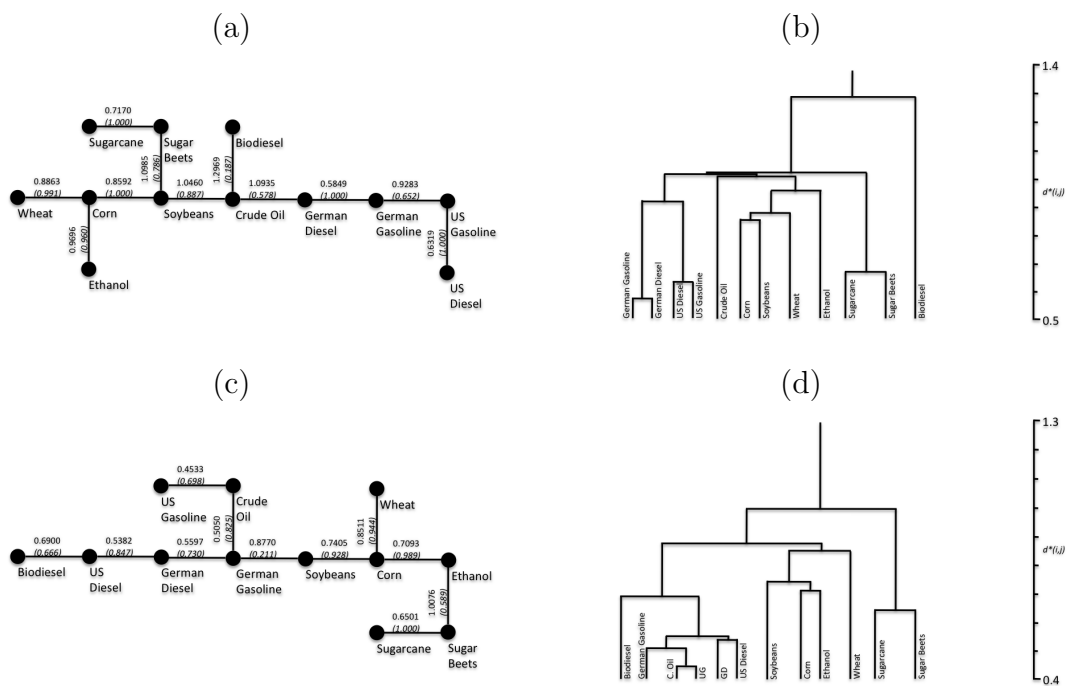 (a)
0.7170
(1.000)
Sugarcane
Sugar
Beets
Biodiesel
1.0985
(0.786)
1.2969
(0.187)
0.8863
(0.991)
0.8592
(1.000)
1.0460
(0.887)
1.0935
(0.578)
0.5849
(1.000)
0.9283
(0.652)
Wheat
Corn
Soybeans
Crude Oil
German
Diesel
German
Gasoline
US
Gasoline
0.9696
(0.960)
0.6319
(1.000)
Ethanol
US
Diesel
(b)
1.4
d*(i,j)
0.5
German Gasoline
German Diesel
US Diesel
US Gasoline
Crude Oil
Corn
Soybeans
Wheat
Ethanol
Sugarcane
Sugar Beets
Biodiesel
(c)
0.4533
(0.698)
US
Gasoline
Crude
Oil
Wheat
0.5050
(0.825)
0.8511
(0.944)
0.6900
(0.666)
0.5382
(0.847)
0.5597
(0.730)
0.8770
(0.211)
0.7405
(0.928)
0.7093
(0.989)
Biodiesel
US
Diesel
German
Diesel
German
Gasoline
Soybeans
Corn
Ethanol
1.0076
(0.589)
0.6501
(1.000)
Sugarcane
Sugar
Beets
(d)
1.3
d*(i,j)
0.4
Biodiesel
German Gasoline
C. Oil
UG
GD
US Diesel
Soybeans
Corn
Ethanol
Wheat
Sugarcane
Sugar Beets